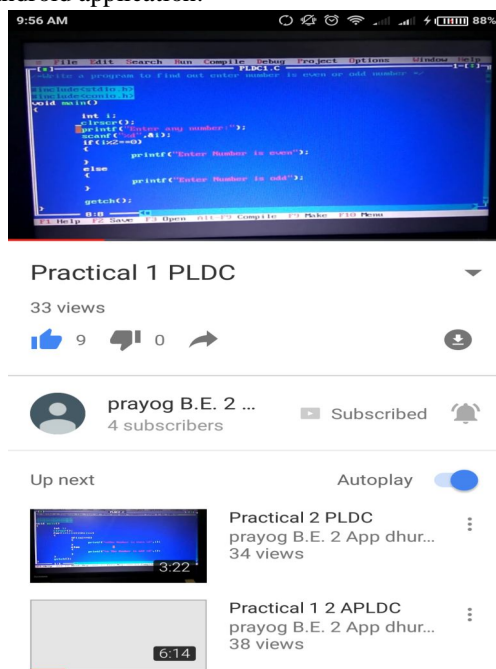 ndroid application.
9:56 AM
88%
File Edit Search Run Compile Debug Project Options Window Help
PLDC1.C
Write a program to find out enter number is even or odd number */
#include<stdio.h>
#include<conio.h>
void main()
{
int i;
clrscr();
printf("Enter any number:");
scanf("%d",&i);
if(i%2==0)
{
printf("Enter Number is even");
}
else
{
printf("Enter Number is odd");
}
getch();
}
8:8
F1 Help F2 Save F3 Open Alt F9 Compile F9 Make F10 Menu
Practical 1 PLDC
33 views
9 0
prayog B.E. 2 ...
Subscribed
4 subscribers
Up next Autoplay
Practical 2 PLDC
prayog B.E. 2 App dhur...
34 views
3:22
Practical 1 2 APLDC
prayog B.E. 2 App dhur...
38 views
6:14